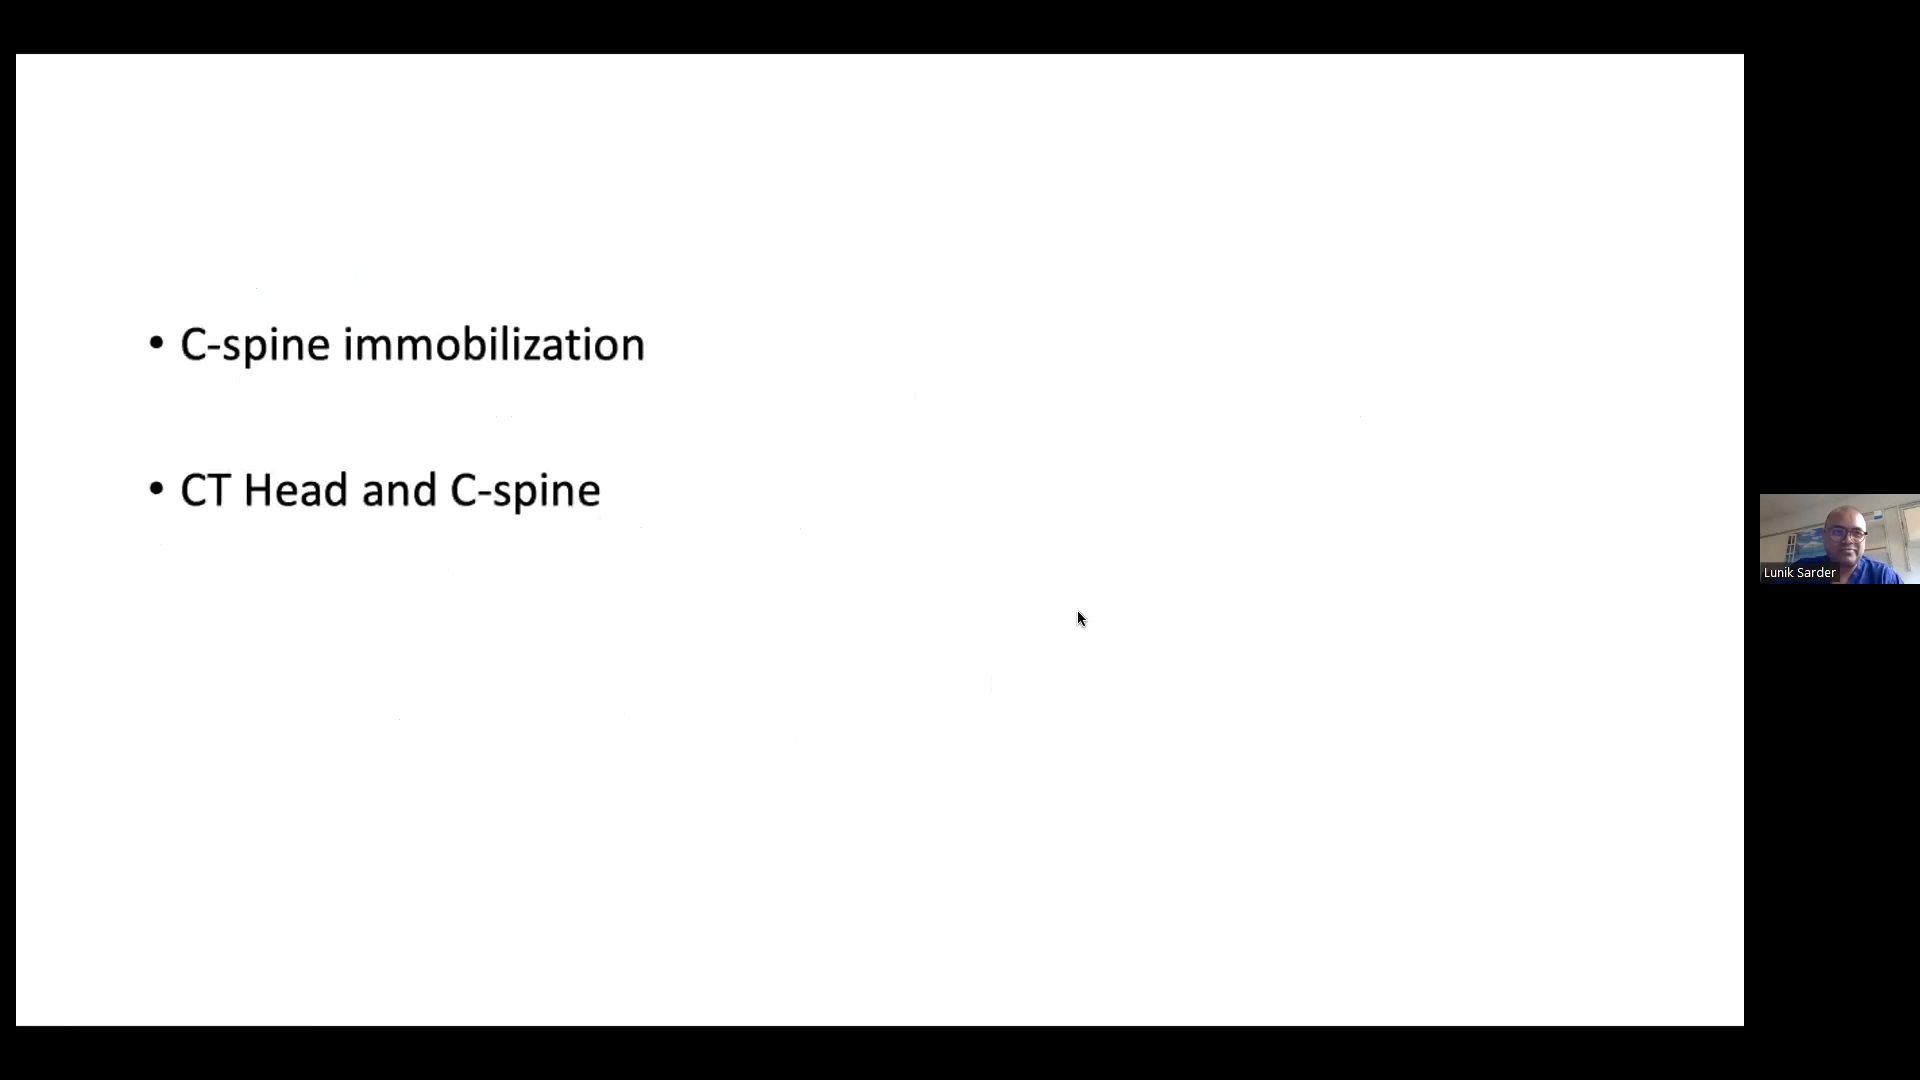 • C-spine immobilization
• CT Head and C-spine
Lunik Sarder